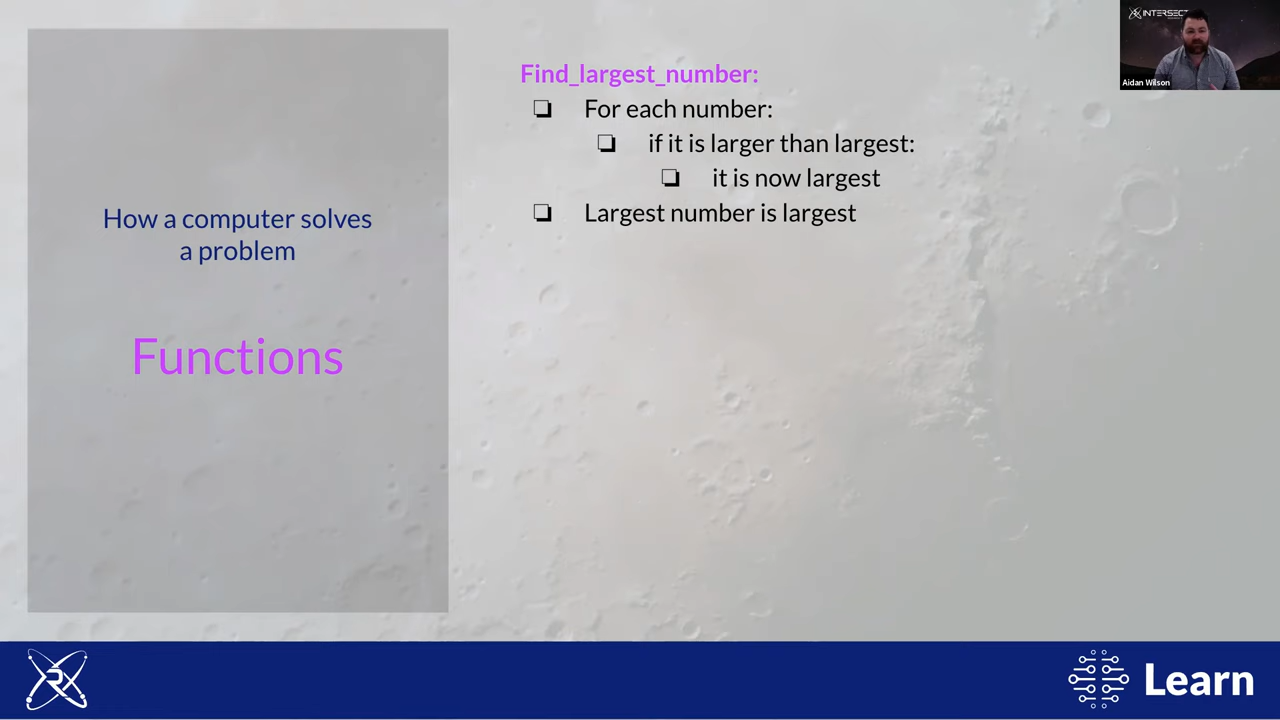 How a computer solves
a problem
Functions
Find_largest_number:
❏ For each number:
❏ if it is larger than largest:
❏ it is now largest
❏ Largest number is largest
INTERSECT
Aidan Wilson
Learn